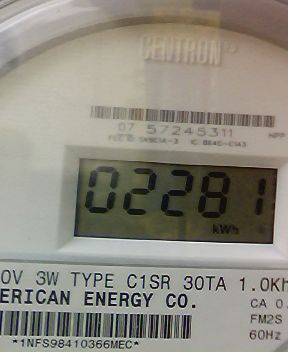 CENTRON
07 57245311
HPP
02281
kWh
0V 3W TYPE C1SR 30TA 1.0Kh
ERICAN ENERGY CO.
CA 0.
FM2S
60Hz
*1NFS98410366MEC*